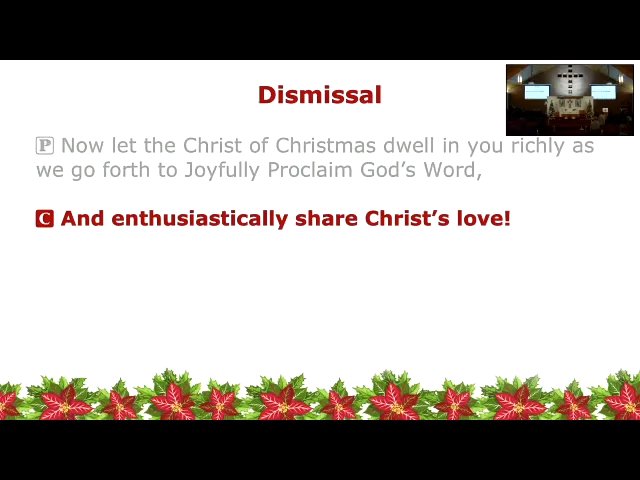 Dismissal
P Now let the Christ of Christmas dwell in you richly as
we go forth to Joyfully Proclaim God's Word,
C And enthusiastically share Christ's love!